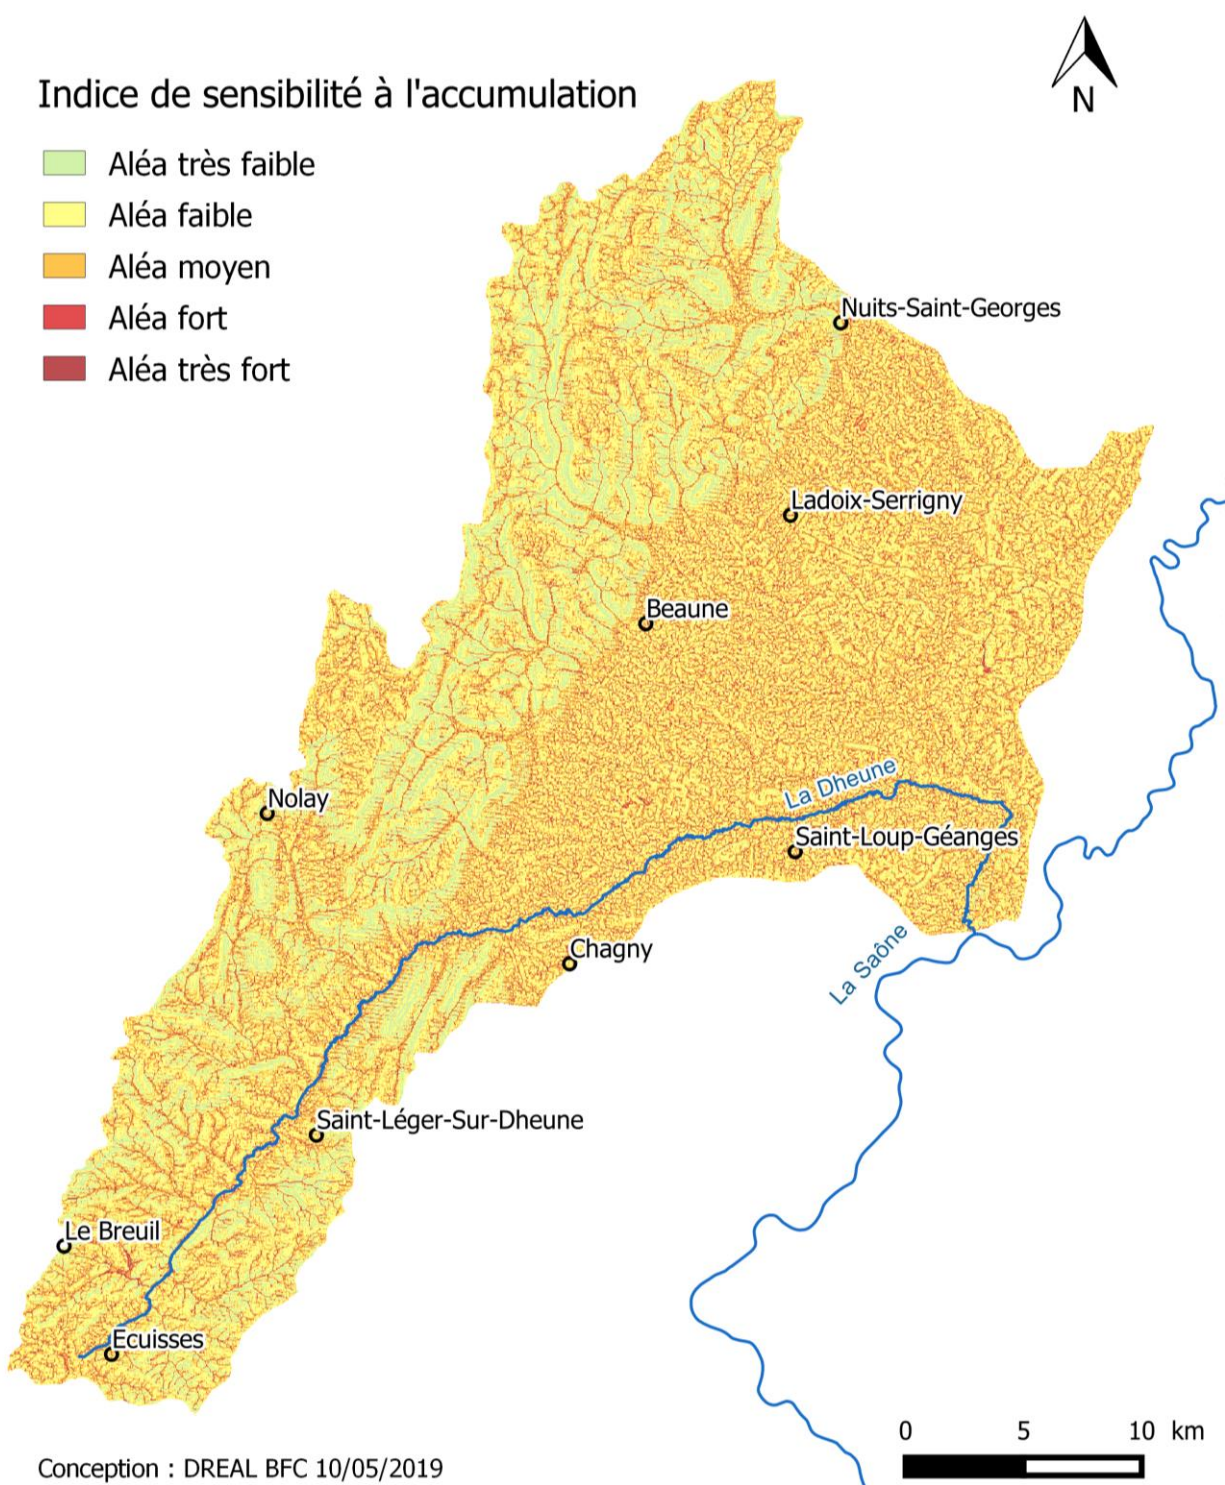 Indice de sensibilité à l'accumulation
Aléa très faible
Aléa faible
Aléa moyen
Aléa fort
Aléa très fort
N
Nuits-Saint-Georges
Ladoix-Serrigny
Beaune
La Dheune
Nolay
Saint-Loup-Géanges
Chagny
La Saône
Saint-Léger-Sur-Dheune
Le Breuil
Ecuisses
0 5 10 km
Conception : DREAL BFC 10/05/2019